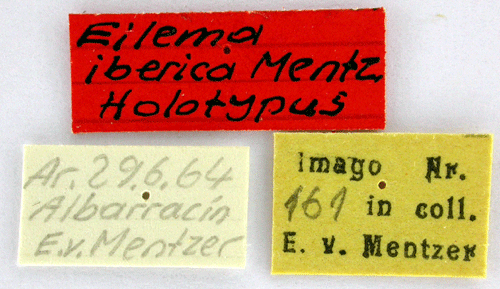 Eilema
iberica Mentz.
Holotypus
Ar. 29.6.64
Albarracin
E.v. Mentzer
Imago Nr.
161 in coll.
E. v. Mentzer